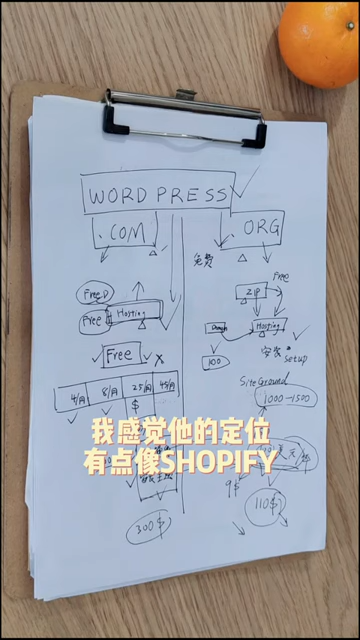 WORDPRESS
.COM
.ORG
免费
Free D
Free Hosting
Free
ZIP
Free
Hosting
100
安装 setup
4/月 8/月 25/月 45/月
$
SiteGround
1000-1500
我感觉他的定位
有点像SHOPIFY
9$
110$
300$